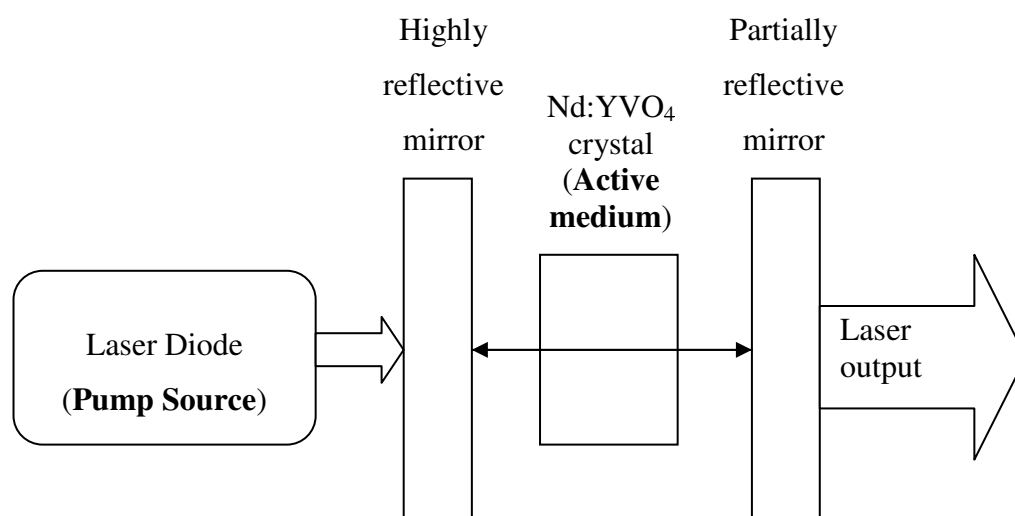 Highly
reflective
mirror
Nd:YVO₄
crystal
(Active
medium)
Partially
reflective
mirror
Laser Diode
(Pump Source)
Laser
output